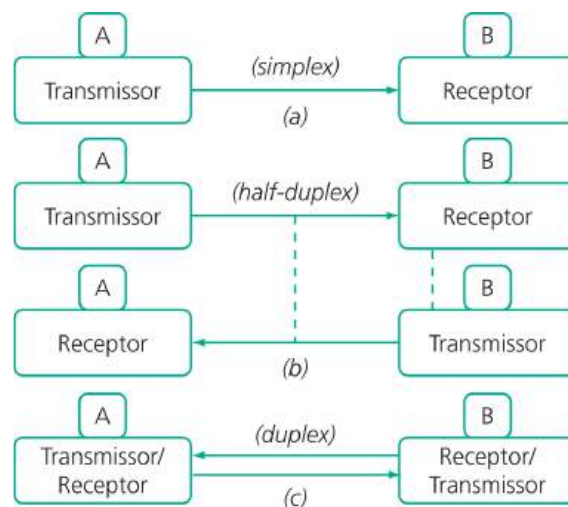 A B
(simplex)
Transmissor Receptor
(a)
A B
(half-duplex)
Transmissor Receptor
A B
Receptor Transmissor
(b)
A B
(duplex)
Transmissor/ Receptor/
Receptor Transmissor
(c)